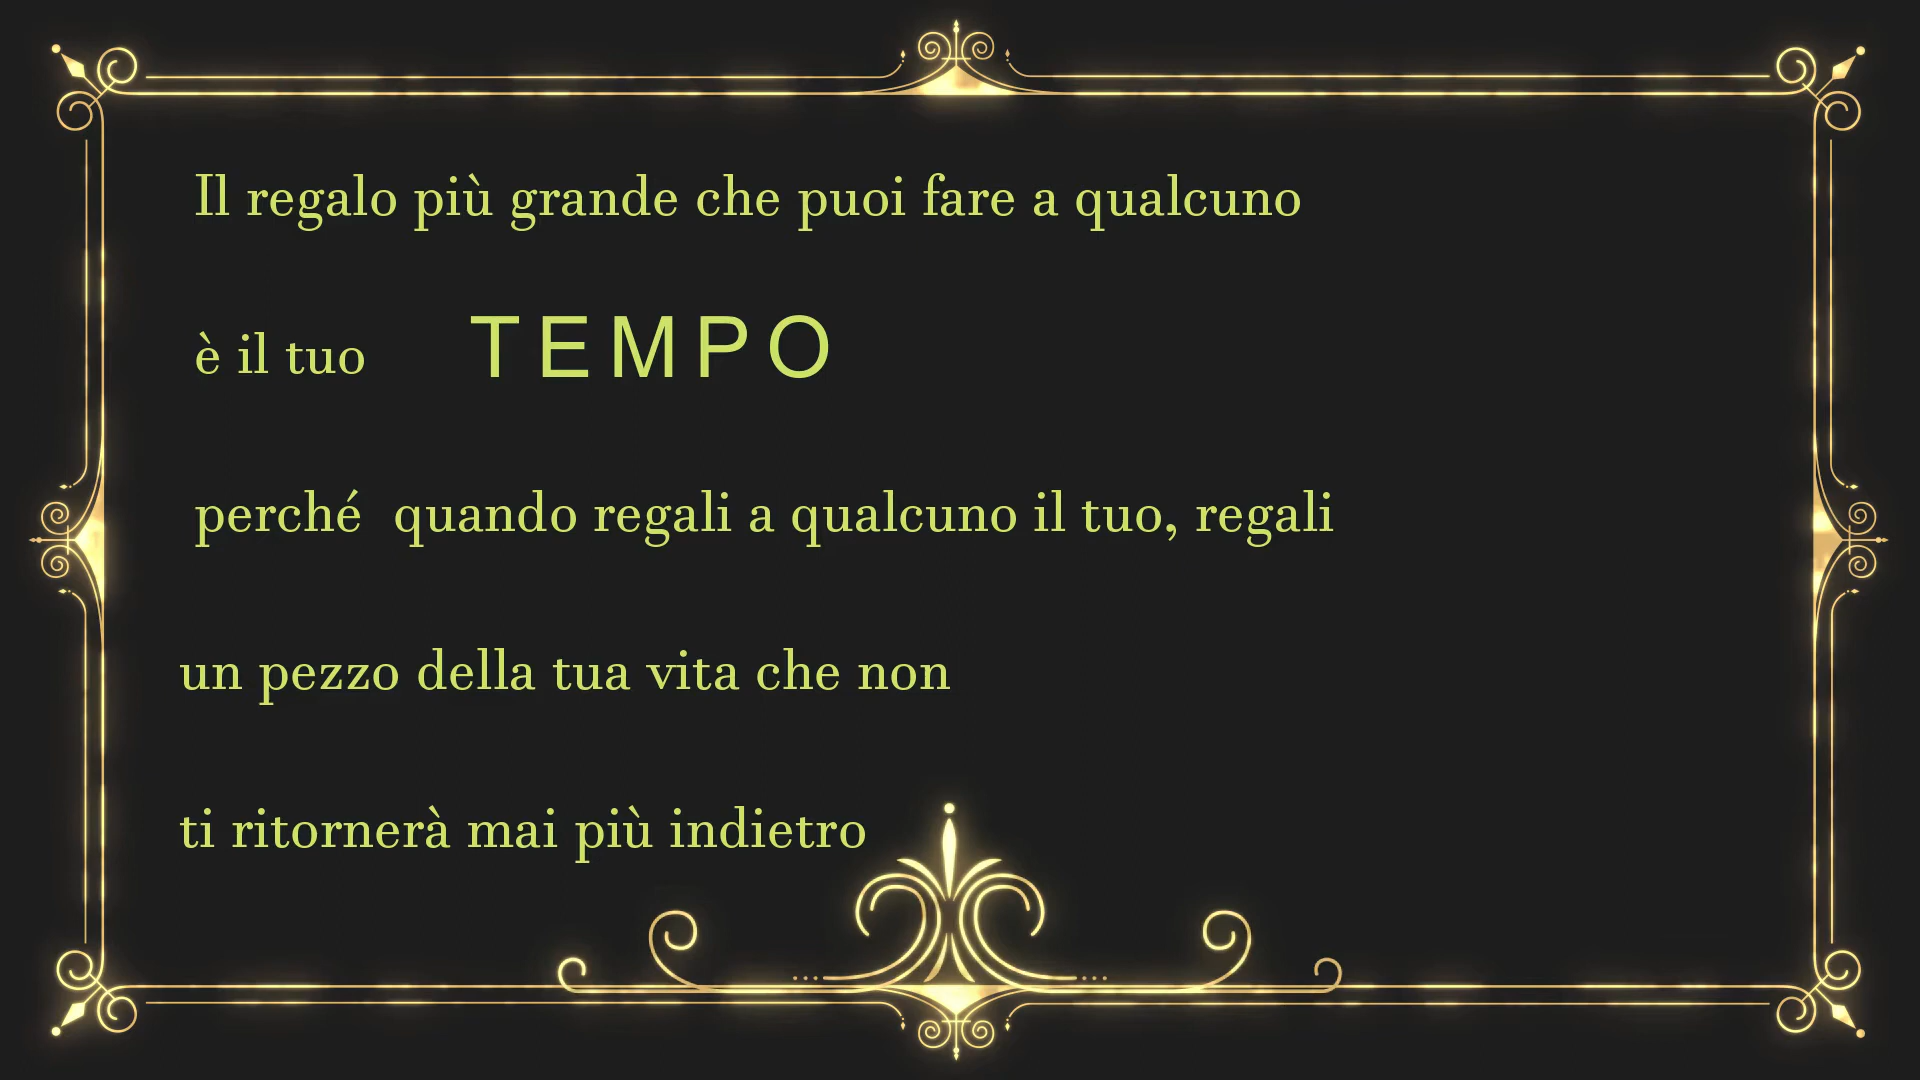 Il regalo più grande che puoi fare a qualcuno
è il tuo TEMPO
perché quando regali a qualcuno il tuo, regali
un pezzo della tua vita che non
ti ritornerà mai più indietro